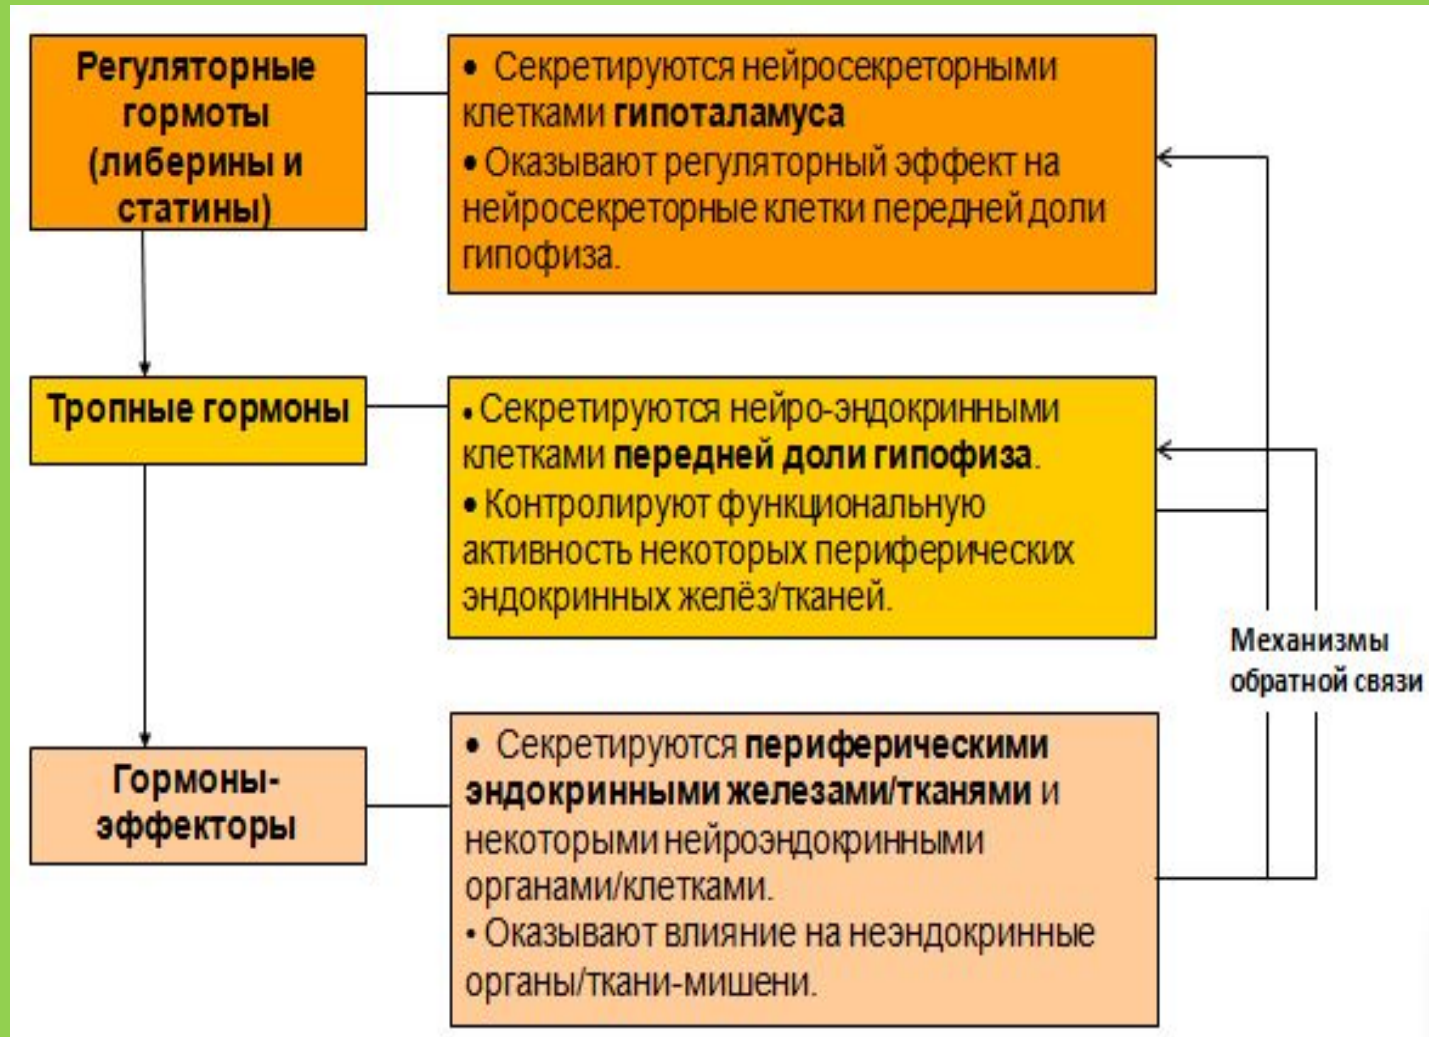 Регуляторные
гормоты
(либерины и
статины)
• Секретируются нейросекреторными
клетками гипоталамуса
• Оказывают регуляторный эффект на
нейросекреторные клетки передней доли
гипофиза.
Тропные гормоны
• Секретируются нейро-эндокринными
клетками передней доли гипофиза.
• Контролируют функциональную
активность некоторых периферических
эндокринных желёз/тканей.
Механизмы
обратной связи
Гормоны-
эффекторы
• Секретируются периферическими
эндокринными железами/тканями и
некоторыми нейроэндокринными
органами/клетками.
• Оказывают влияние на неэндокринные
органы/ткани-мишени.